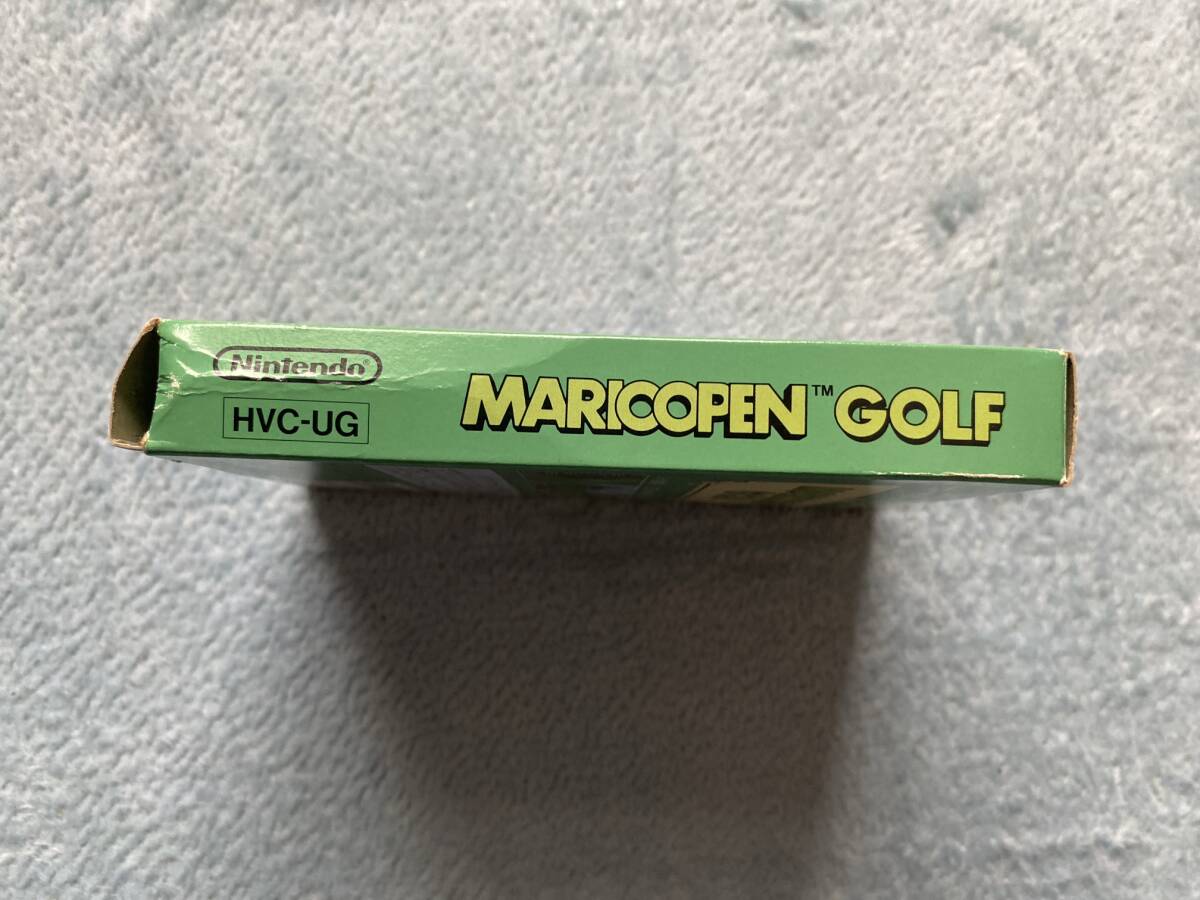 Nintendo®
HVC-UG
MARIOOPEN™ GOLF